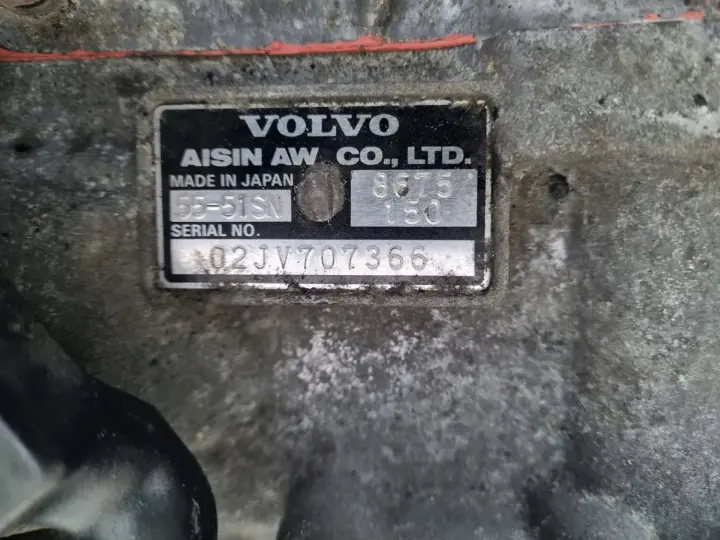 VOLVO
AISIN AW CO., LTD.
MADE IN JAPAN 8675
55-51SN 150
SERIAL NO.
02JV707366